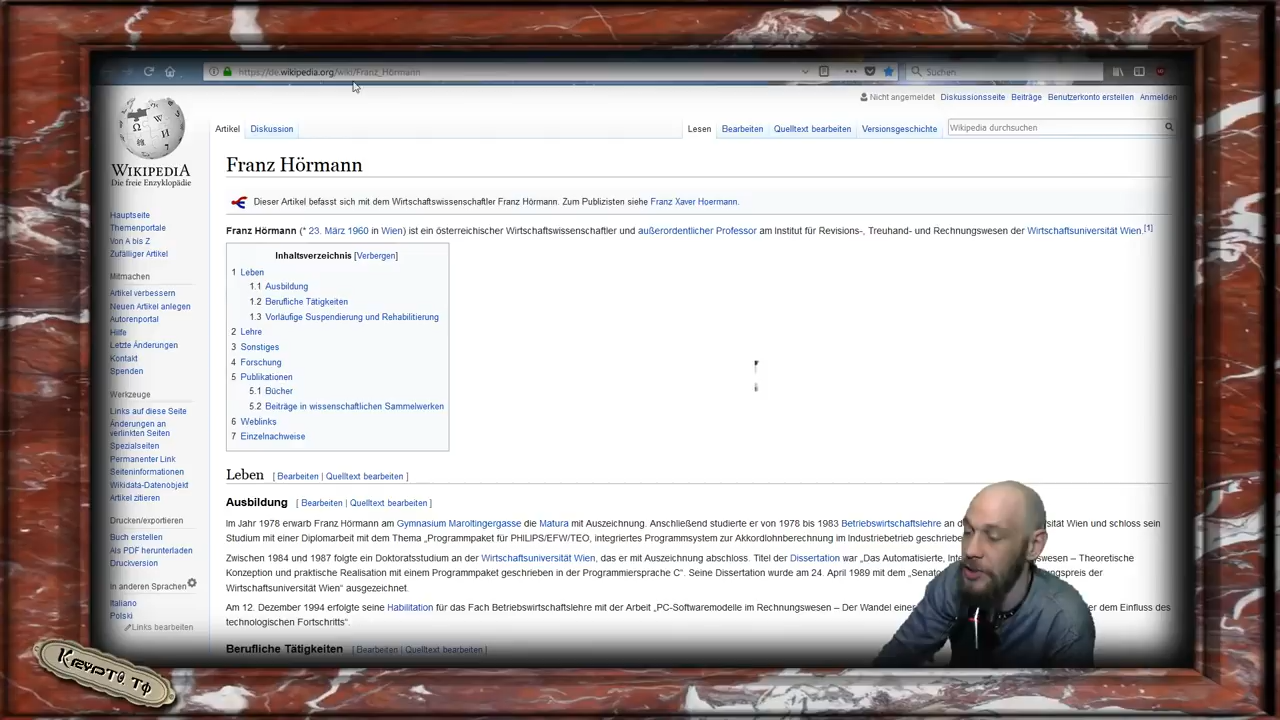 https://de.wikipedia.org/wiki/Franz_Hörmann
Suchen
Nicht angemeldet Diskussionsseite Beiträge Benutzerkonto erstellen Anmelden
Artikel Diskussion Lesen Bearbeiten Quelltext bearbeiten Versionsgeschichte Wikipedia durchsuchen
WIKIPEDIA
Die freie Enzyklopädie
Hauptseite
Themenportale
Von A bis Z
Zufälliger Artikel
Mitmachen
Artikel verbessern
Neuen Artikel anlegen
Autorenportal
Hilfe
Letzte Änderungen
Kontakt
Spenden
Werkzeuge
Links auf diese Seite
Änderungen an
verlinkten Seiten
Spezialseiten
Permanenter Link
Seiteninformationen
Wikidata-Datenobjekt
Artikel zitieren
Drucken/exportieren
Buch erstellen
Als PDF herunterladen
Druckversion
In anderen Sprachen
Italiano
Polski
Links bearbeiten
Franz Hörmann
Dieser Artikel befasst sich mit dem Wirtschaftswissenschaftler Franz Hörmann. Zum Publizisten siehe Franz Xaver Hoermann.
Franz Hörmann (* 23. März 1960 in Wien) ist ein österreichischer Wirtschaftswissenschaftler und außerordentlicher Professor am Institut für Revisions-, Treuhand- und Rechnungswesen der Wirtschaftsuniversität Wien.[1]
Inhaltsverzeichnis [Verbergen]
1 Leben
1.1 Ausbildung
1.2 Berufliche Tätigkeiten
1.3 Vorläufige Suspendierung und Rehabilitierung
2 Lehre
3 Sonstiges
4 Forschung
5 Publikationen
5.1 Bücher
5.2 Beiträge in wissenschaftlichen Sammelwerken
6 Weblinks
7 Einzelnachweise
Leben [ Bearbeiten | Quelltext bearbeiten ]
Ausbildung [ Bearbeiten | Quelltext bearbeiten ]
Im Jahr 1978 erwarb Franz Hörmann am Gymnasium Maroltingergasse die Matura mit Auszeichnung. Anschließend studierte er von 1978 bis 1983 Betriebswirtschaftslehre an Wien und schloss sein
Studium mit einer Diplomarbeit mit dem Thema „Programmpaket für PHILIPS/EFW/TEO, integriertes Programmsystem zur Akkordlohnberechnung im Industriebetrieb
Zwischen 1984 und 1987 folgte ein Doktoratsstudium an der Wirtschaftsuniversität Wien, das er mit Auszeichnung abschloss. Titel der Dissertation war „Das Automatisierte, – Theoretische
Konzeption und praktische Realisation mit einem Programmpaket geschrieben in der Programmiersprache C“. Seine Dissertation wurde am 24. April 1989 mit dem der
Wirtschaftsuniversität Wien“ ausgezeichnet.
Am 12. Dezember 1994 erfolgte seine Habilitation für das Fach Betriebswirtschaftslehre mit der Arbeit „PC-Softwaremodelle im Rechnungswesen – Der Wandel dem Einfluss des
technologischen Fortschritts“.
Berufliche Tätigkeiten [ Bearbeiten | Quelltext bearbeiten ]